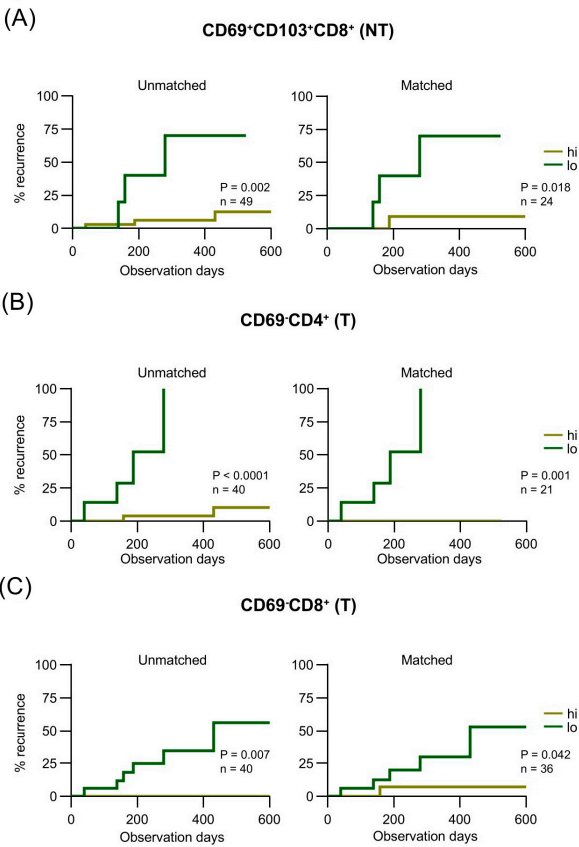 (A)
CD69⁺CD103⁺CD8⁺ (NT)
Unmatched
Matched
% recurrence
100
75
50
25
0
P = 0.002
n = 49
0 200 400 600
Observation days
100
75
50
25
0
P = 0.018
n = 24
0 200 400 600
Observation days
hi
lo
(B)
CD69⁻CD4⁺ (T)
Unmatched
Matched
% recurrence
100
75
50
25
0
P < 0.0001
n = 40
0 200 400 600
Observation days
100
75
50
25
0
P = 0.001
n = 21
0 200 400 600
Observation days
hi
lo
(C)
CD69⁻CD8⁺ (T)
Unmatched
Matched
% recurrence
100
75
50
25
0
P = 0.007
n = 40
0 200 400 600
Observation days
100
75
50
25
0
P = 0.042
n = 36
0 200 400 600
Observation days
hi
lo